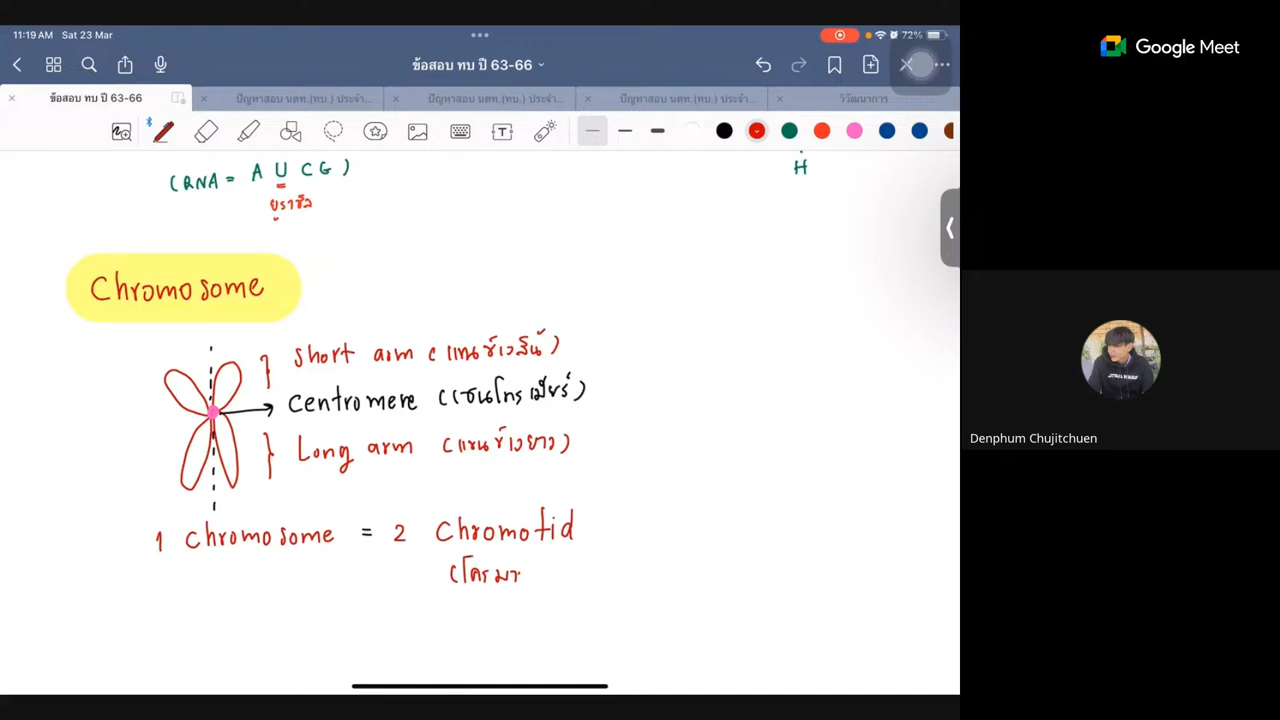 11:19 AM Sat 23 Mar
72%
Google Meet
ข้อสอบ ทบ ปี 63-66
ข้อสอบ ทบ ปี 63-66
ปัญหาสอบ นตท.(ทบ.) ประจำ...
ปัญหาสอบ นตท.(ทบ.) ประจำ...
ปัญหาสอบ นตท.(ทบ.) ประจำ...
วิวัฒนาการ
T
(RNA = A U C G)
H
ยูราซิล
Chromosome
Short arm (แขนข้างสั้น)
Centromere (เซนโทรเมียร์)
Long arm (แขนข้างยาว)
1 Chromosome = 2 Chromotid
(โครมา
Denphum Chujitchuen